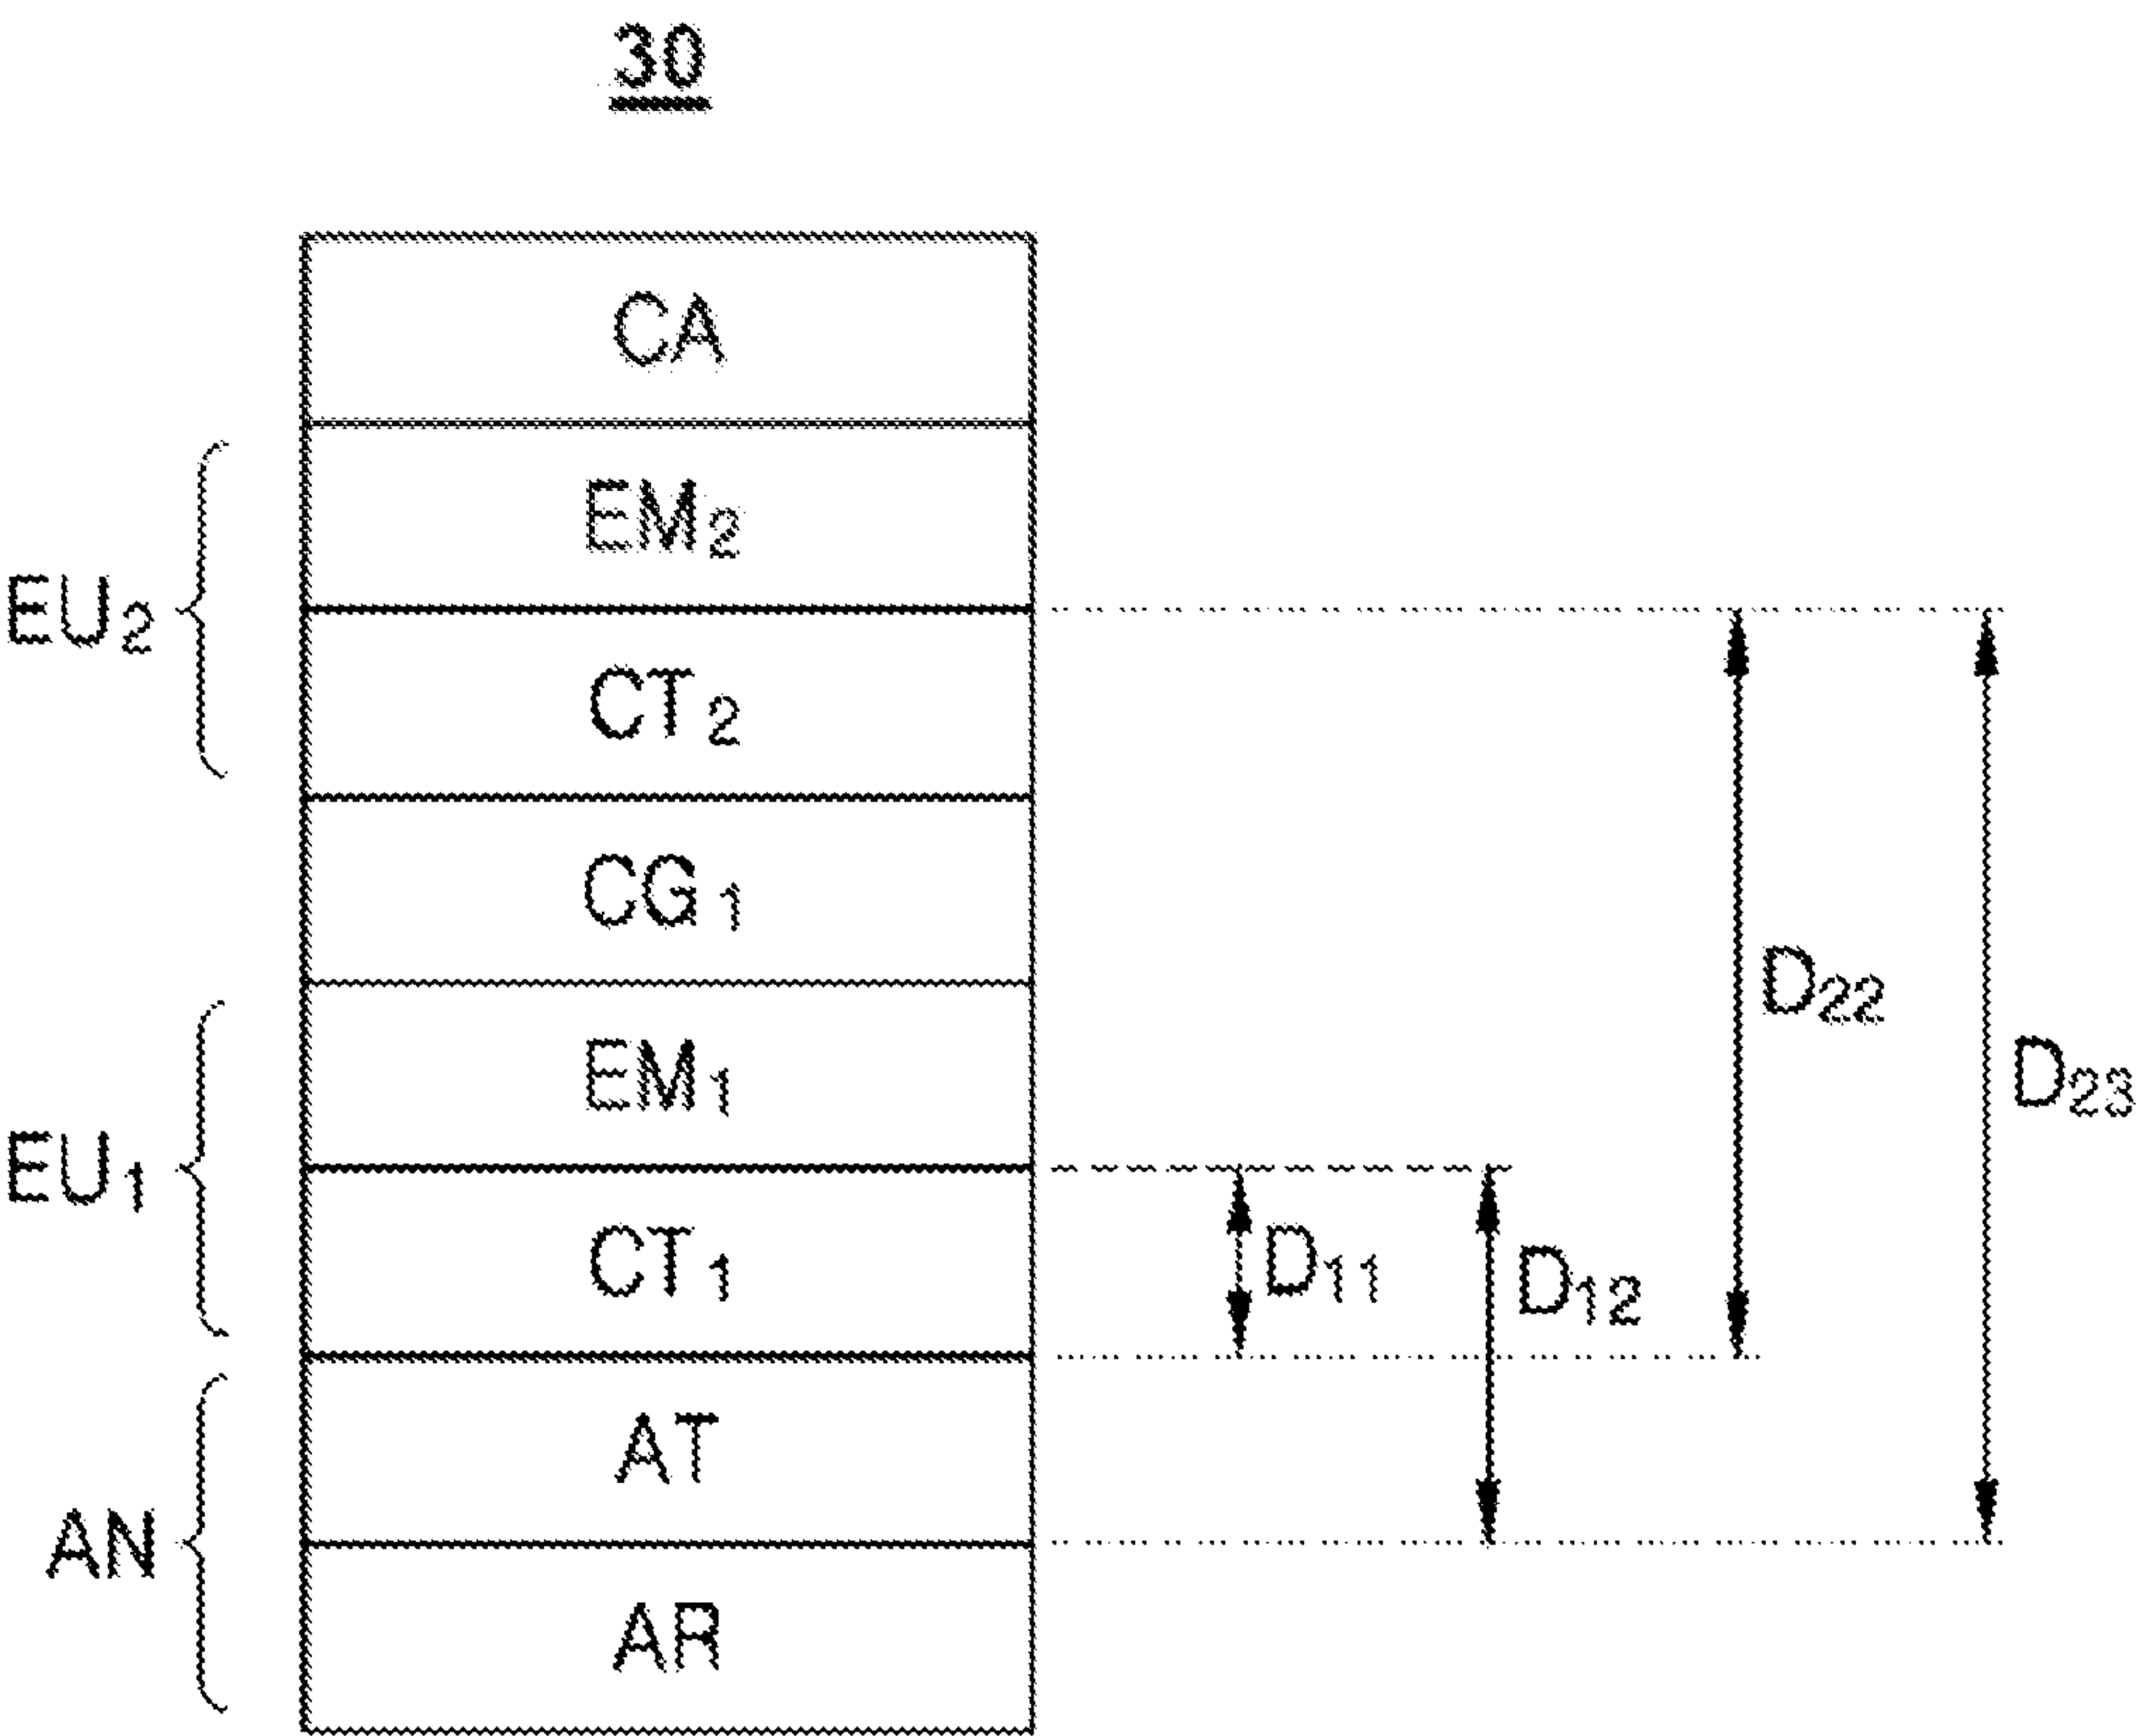 30
CA
EM2
EU2
CT2
CG1
D22
EM1
D23
EU1
CT1
D11
D12
AT
AN
AR